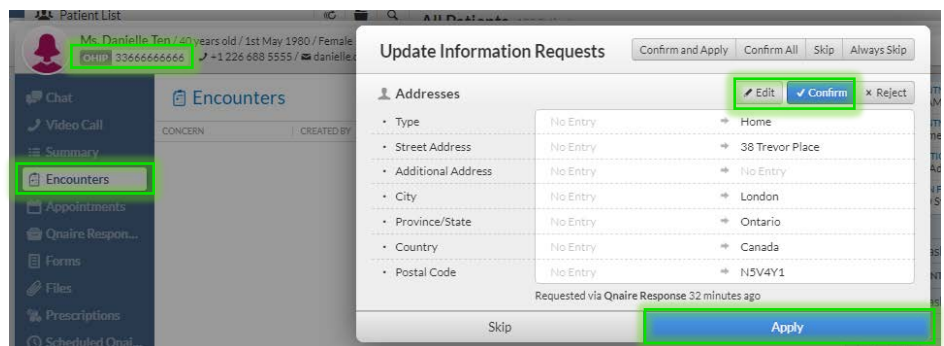 Patient List
All Patients
Ms. Danielle Ten / 40 years old / 1st May 1980 / Female
OHIP 33666666666 +1 226 688 5555 / danielle.
Update Information Requests
Confirm and Apply Confirm All Skip Always Skip
Chat
Video Call
Summary
Encounters
Appointments
Qnaire Respon...
Forms
Files
Prescriptions
Scheduled Qnai...
Encounters
CONCERN CREATED BY
Addresses
Edit Confirm Reject
Type No Entry Home
Street Address No Entry 38 Trevor Place
Additional Address No Entry No Entry
City No Entry London
Province/State No Entry Ontario
Country No Entry Canada
Postal Code No Entry N5V4Y1
Requested via Qnaire Response 32 minutes ago
Skip Apply